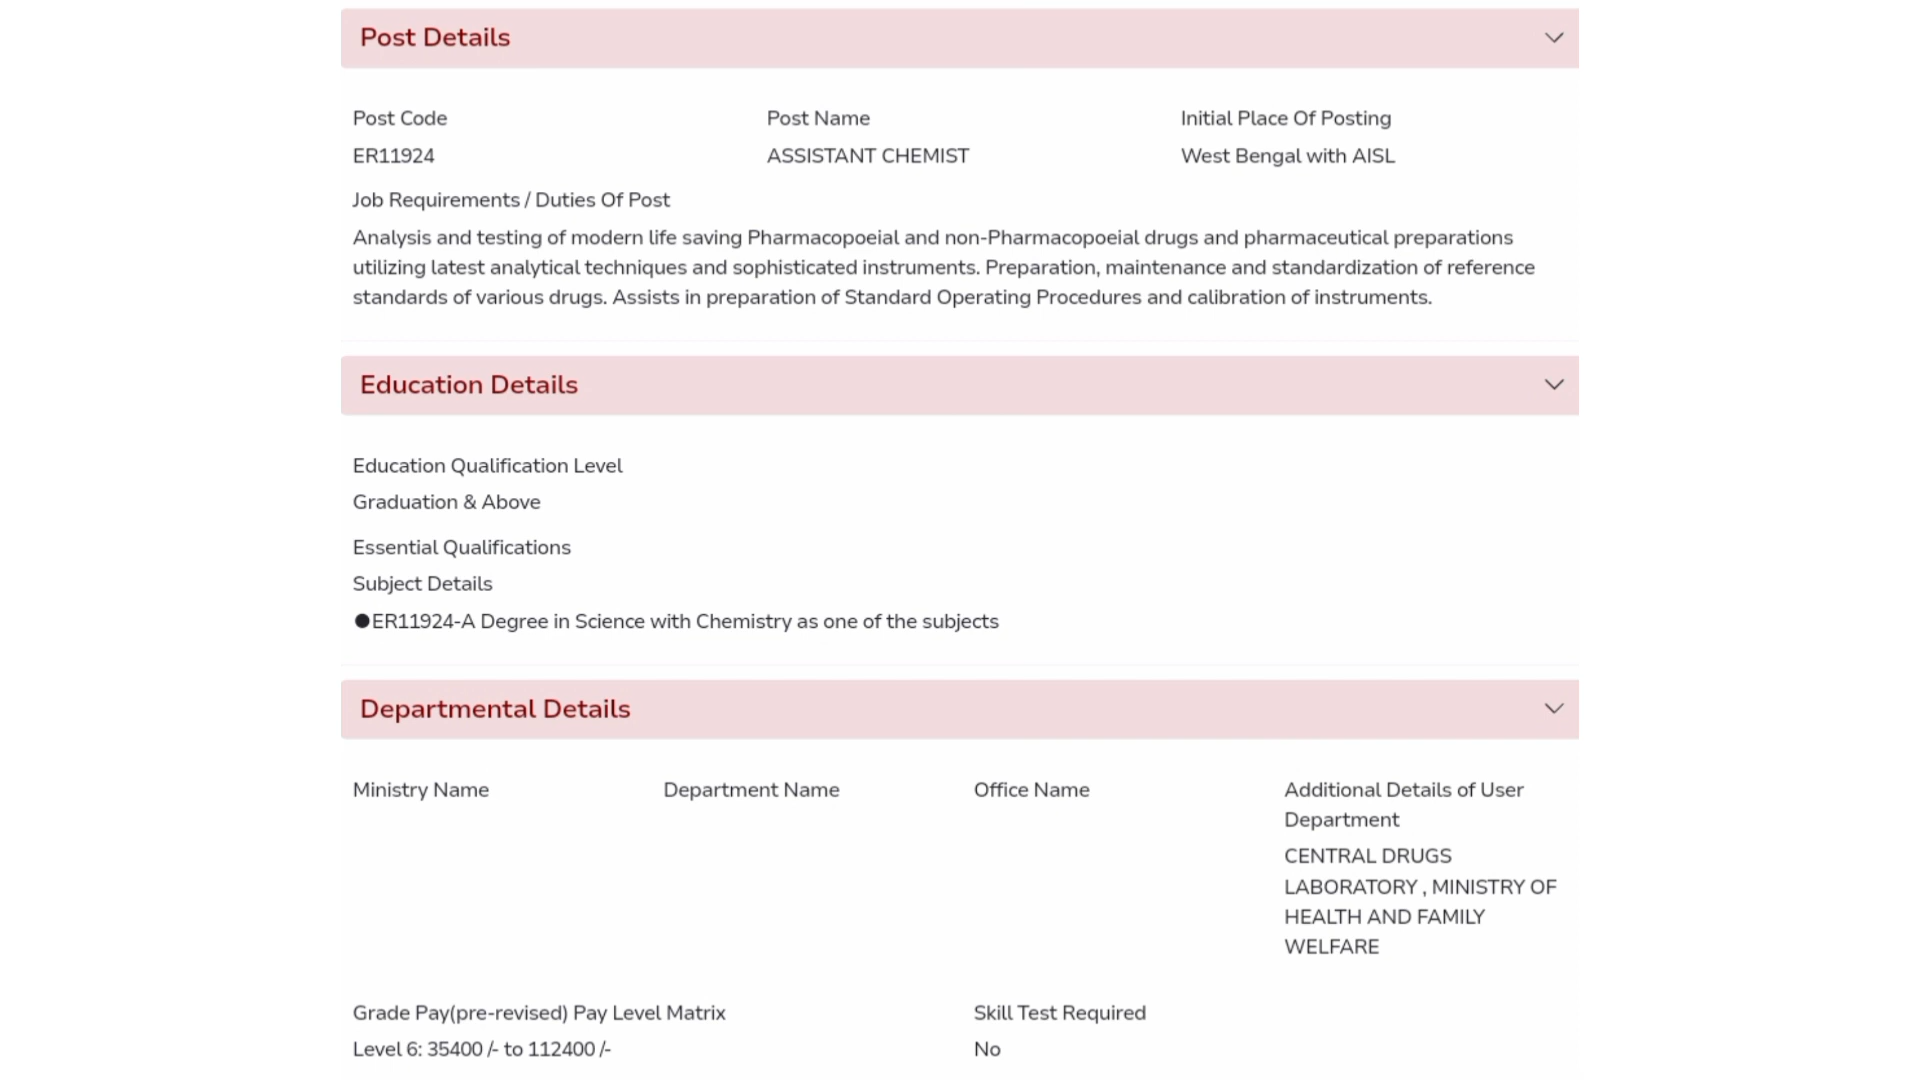 Post Details
Post Code
Post Name
Initial Place Of Posting
ER11924
ASSISTANT CHEMIST
West Bengal with AISL
Job Requirements / Duties Of Post
Analysis and testing of modern life saving Pharmacopoeial and non-Pharmacopoeial drugs and pharmaceutical preparations
utilizing latest analytical techniques and sophisticated instruments. Preparation, maintenance and standardization of reference
standards of various drugs. Assists in preparation of Standard Operating Procedures and calibration of instruments.
Education Details
Education Qualification Level
Graduation & Above
Essential Qualifications
Subject Details
●ER11924-A Degree in Science with Chemistry as one of the subjects
Departmental Details
Ministry Name
Department Name
Office Name
Additional Details of User
Department
CENTRAL DRUGS
LABORATORY , MINISTRY OF
HEALTH AND FAMILY
WELFARE
Grade Pay(pre-revised) Pay Level Matrix
Skill Test Required
Level 6: 35400 /- to 112400 /-
No